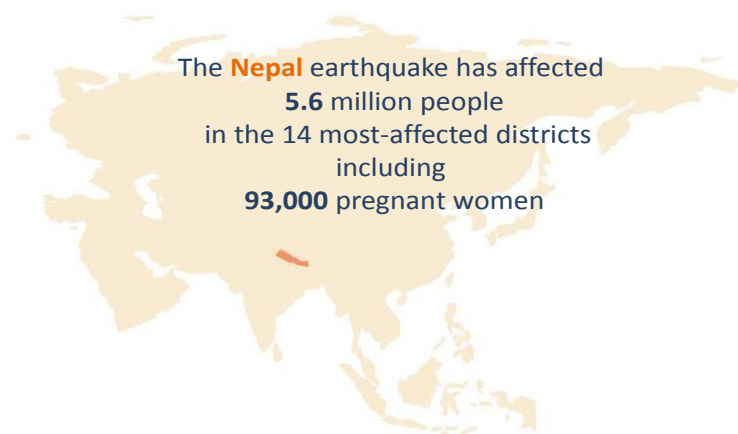 The Nepal earthquake has affected
5.6 million people
in the 14 most-affected districts
including
93,000 pregnant women